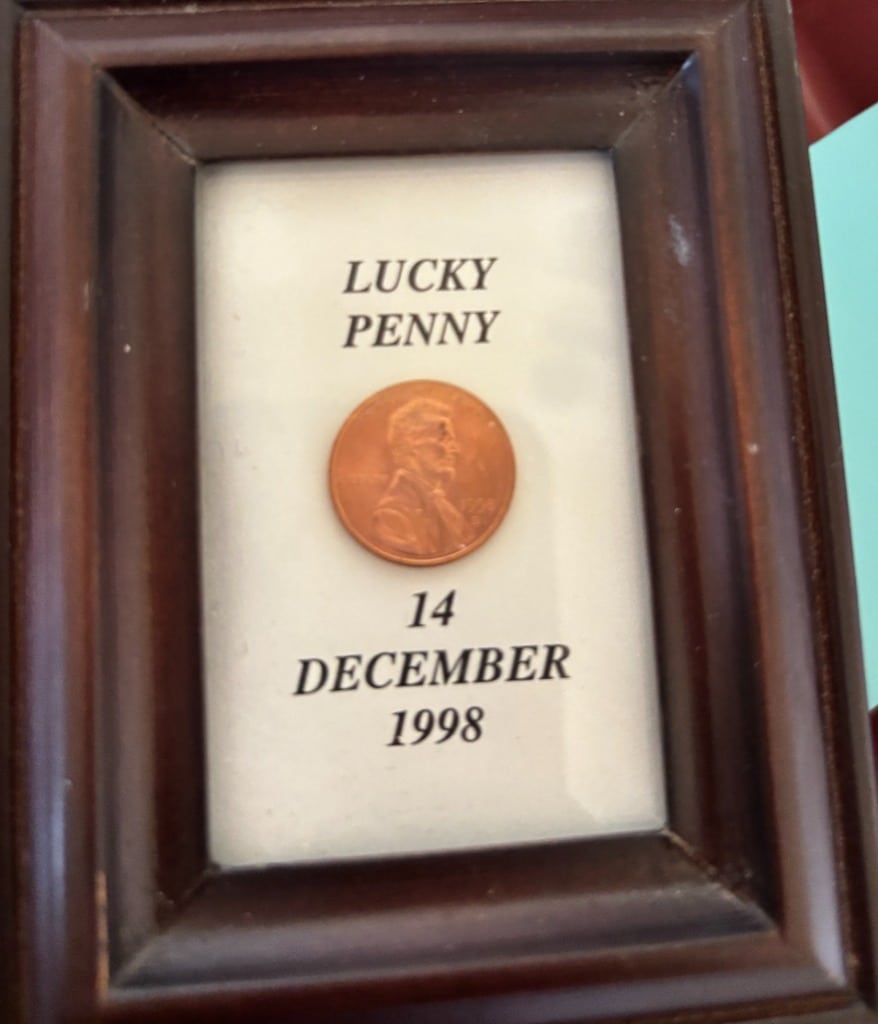 LUCKY
PENNY
14
DECEMBER
1998